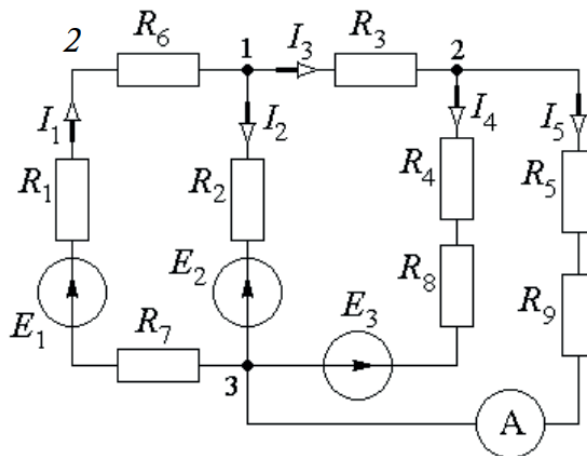 2 R₆ 1 I₃ R₃ 2
I₁ I₂ I₄ I₅
R₁ R₂ R₄ R₅
E₂ R₈ R₉
E₁ R₇ E₃
3
A